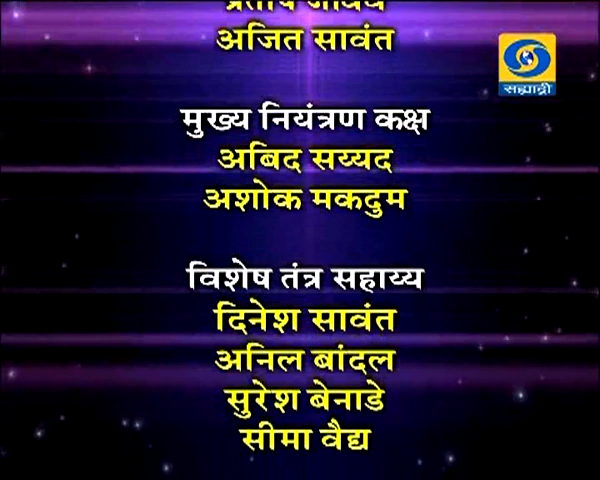 अजित सावंत
सह्याद्री
मुख्य नियंत्रण कक्ष
अबिद सय्यद
अशोक मकदुम
विशेष तंत्र सहाय्य
दिनेश सावंत
अनिल बांदल
सुरेश बेनाडे
सीमा वैद्य